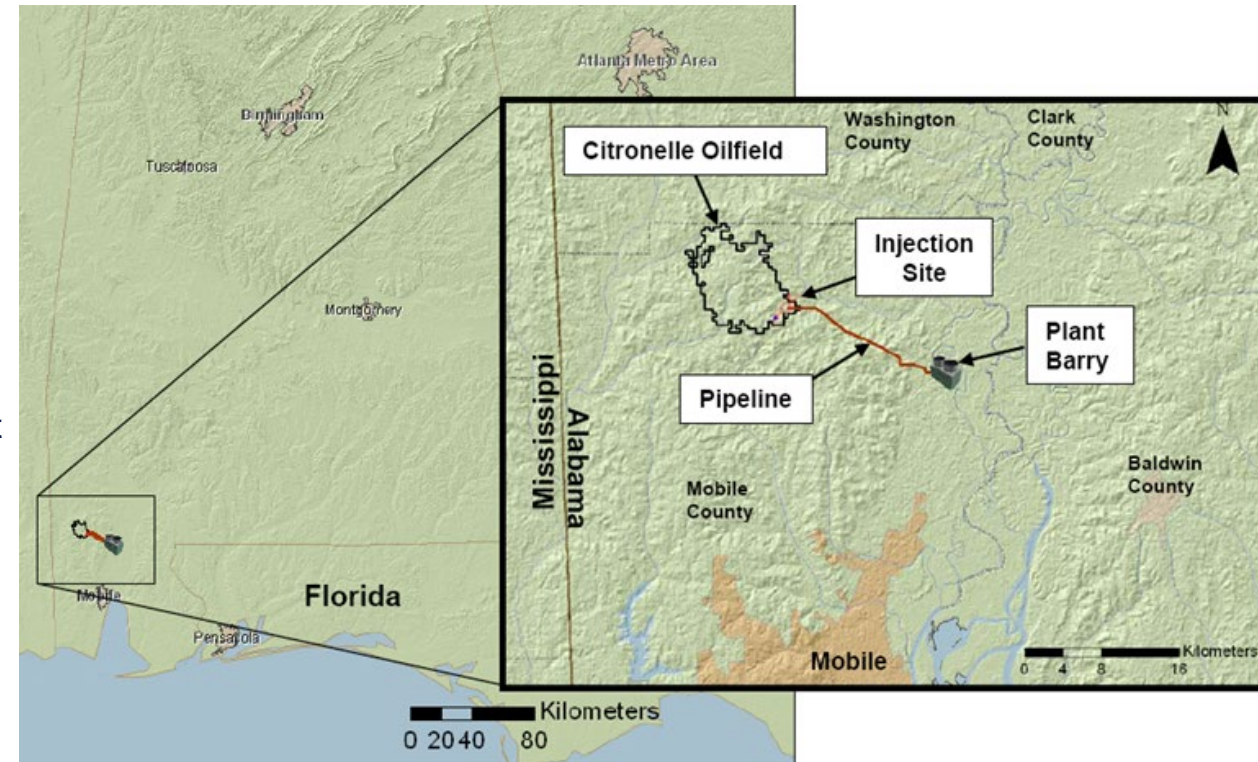 Atlanta Metro Area
Birmingham
Tuscaloosa
Montgomery
Mobile
Pensacola
Florida
Kilometers
0 20 40 80
Washington
County
Clark
County
N
Citronelle Oilfield
Injection
Site
Plant
Barry
Pipeline
Mississippi
Alabama
Mobile
County
Baldwin
County
Mobile
Kilometers
0 4 8 16